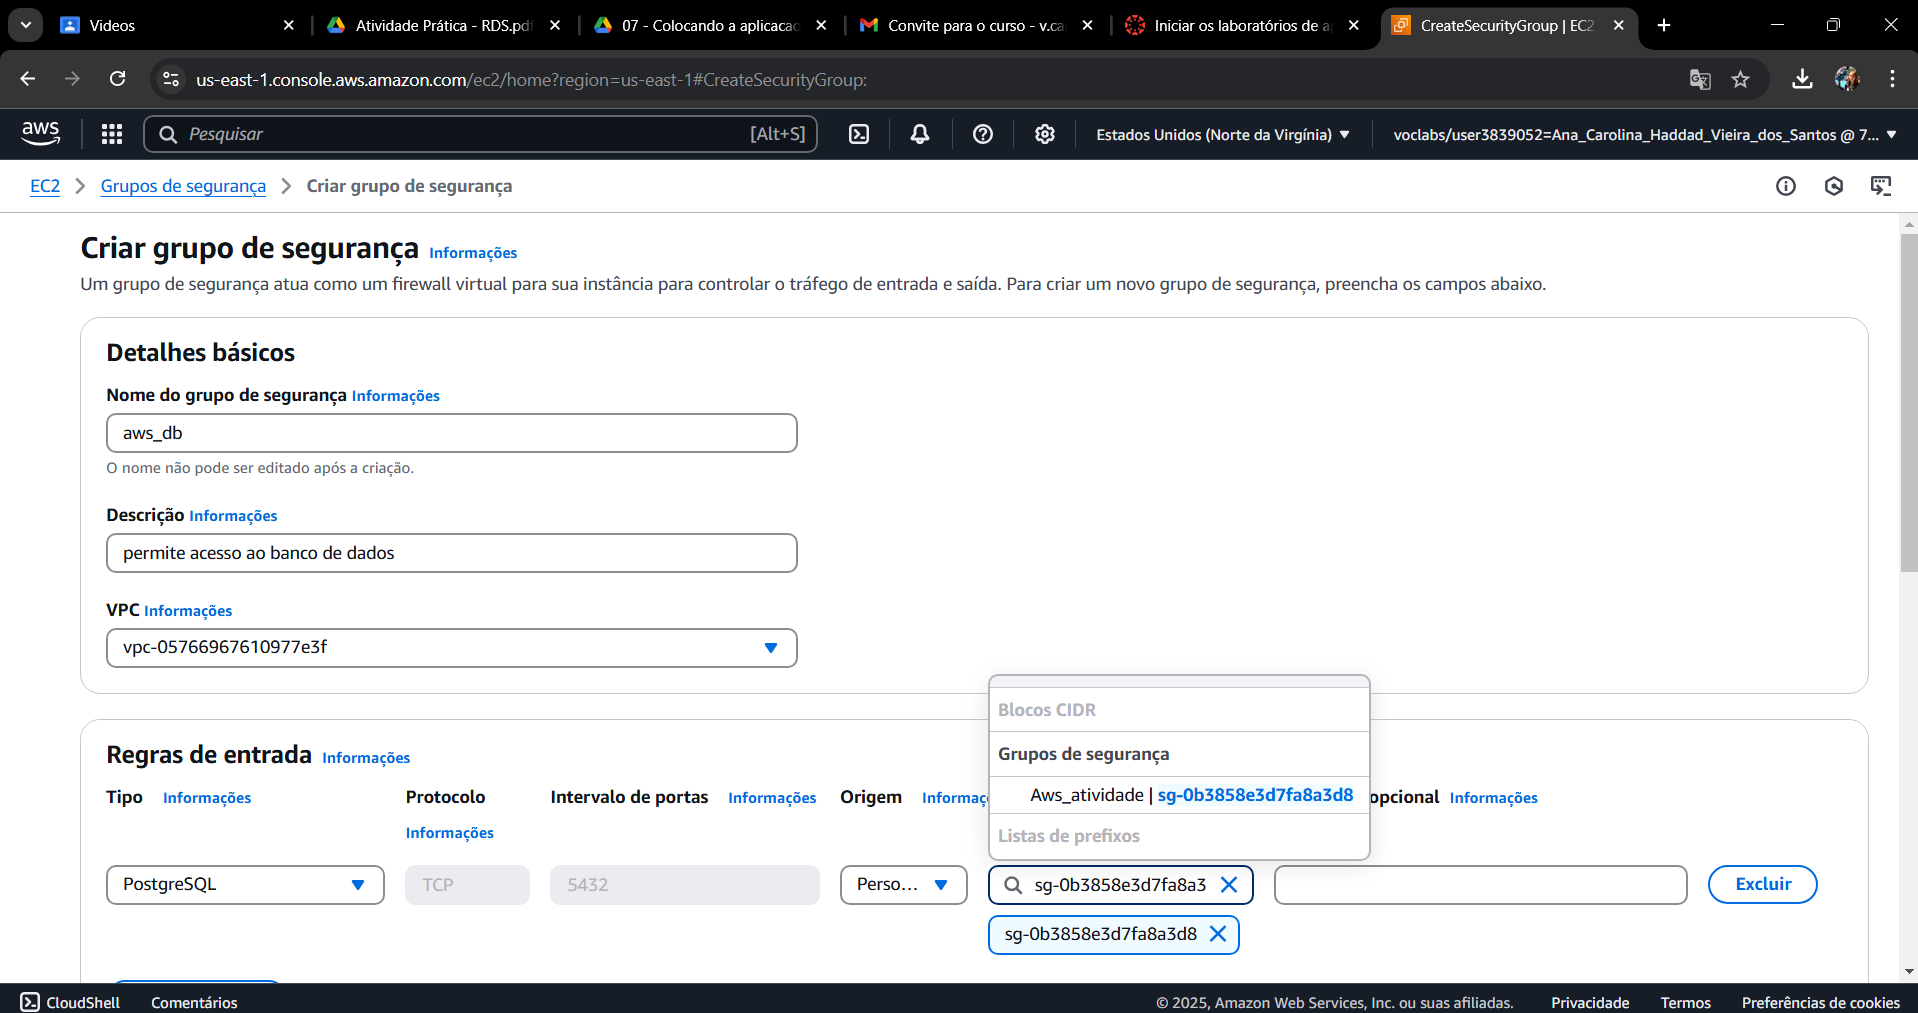 Videos
Atividade Prática - RDS.pdf
07 - Colocando a aplicacao
Convite para o curso - v.ca
Iniciar os laboratórios de a
CreateSecurityGroup | EC2
us-east-1.console.aws.amazon.com/ec2/home?region=us-east-1#CreateSecurityGroup:
aws
Pesquisar
[Alt+S]
Estados Unidos (Norte da Virgínia)
voclabs/user3839052=Ana_Carolina_Haddad_Vieira_dos_Santos @ 7...
EC2
Grupos de segurança
Criar grupo de segurança
Criar grupo de segurança Informações
Um grupo de segurança atua como um firewall virtual para sua instância para controlar o tráfego de entrada e saída. Para criar um novo grupo de segurança, preencha os campos abaixo.
Detalhes básicos
Nome do grupo de segurança Informações
aws_db
O nome não pode ser editado após a criação.
Descrição Informações
permite acesso ao banco de dados
VPC Informações
vpc-05766967610977e3f
Blocos CIDR
Grupos de segurança
Aws_atividade | sg-0b3858e3d7fa8a3d8
Listas de prefixos
Regras de entrada Informações
Tipo Informações
Protocolo
Informações
Intervalo de portas Informações
Origem Informaç
opcional Informações
PostgreSQL
TCP
5432
Perso...
sg-0b3858e3d7fa8a3
Excluir
sg-0b3858e3d7fa8a3d8
CloudShell
Comentários
© 2025, Amazon Web Services, Inc. ou suas afiliadas.
Privacidade
Termos
Preferências de cookies